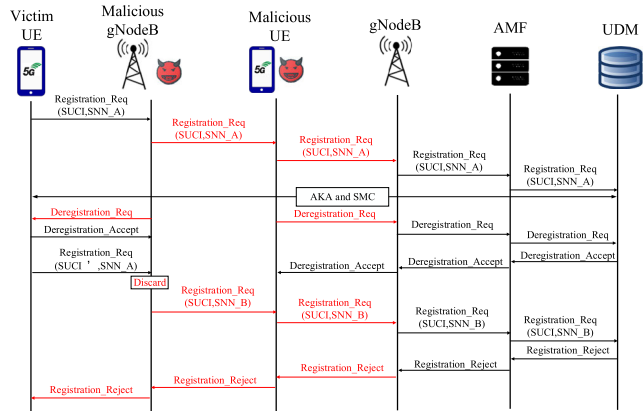 Victim
UE
Malicious
gNodeB
Malicious
UE
gNodeB
AMF
UDM
5G
5G
Registration_Req
(SUCI,SNN_A)
Registration_Req
(SUCI,SNN_A)
Registration_Req
(SUCI,SNN_A)
Registration_Req
(SUCI,SNN_A)
Registration_Req
(SUCI,SNN_A)
AKA and SMC
Deregistration_Req
Deregistration_Req
Deregistration_Req
Deregistration_Req
Deregistration_Accept
Deregistration_Accept
Deregistration_Accept
Deregistration_Accept
Registration_Req
(SUCI＇,SNN_A)
Discard
Registration_Req
(SUCI,SNN_B)
Registration_Req
(SUCI,SNN_B)
Registration_Req
(SUCI,SNN_B)
Registration_Req
(SUCI,SNN_B)
Registration_Reject
Registration_Reject
Registration_Reject
Registration_Reject
Registration_Reject